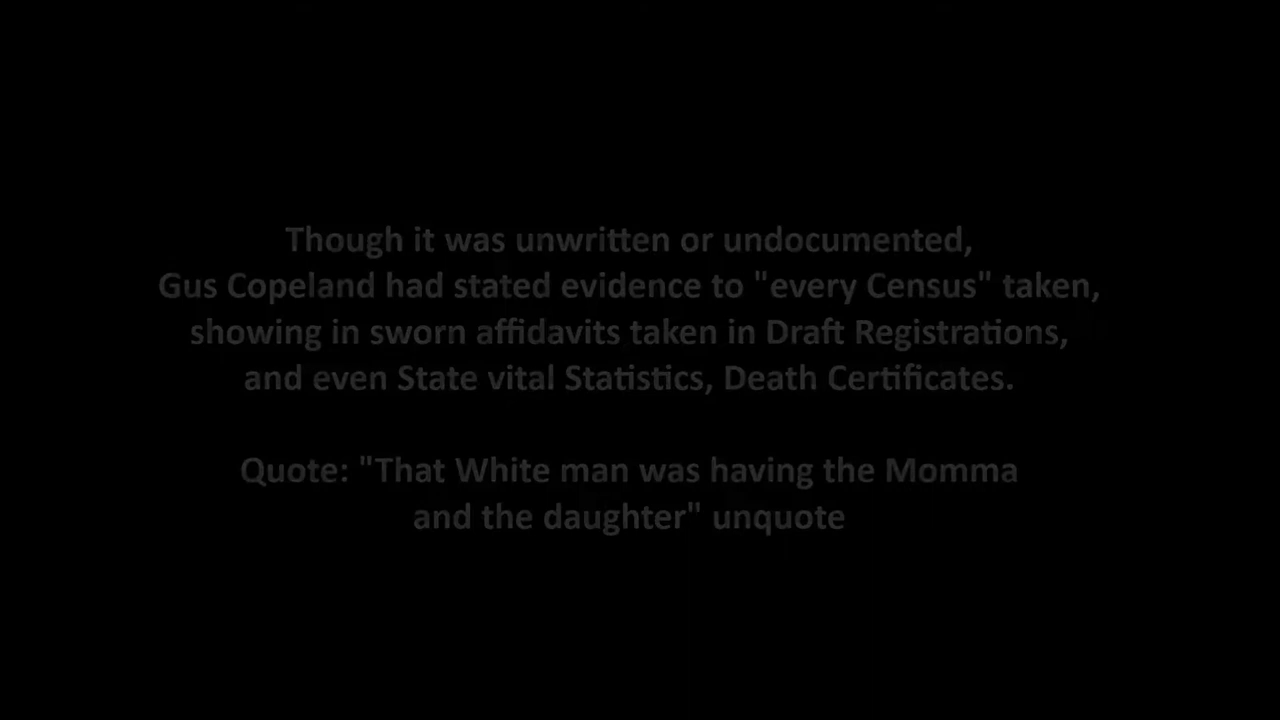 Though it was unwritten or undocumented,
Gus Copeland had stated evidence to "every Census" taken,
showing in sworn affidavits taken in Draft Registrations,
and even State vital Statistics, Death Certificates.
Quote: "That White man was having the Momma
and the daughter" unquote